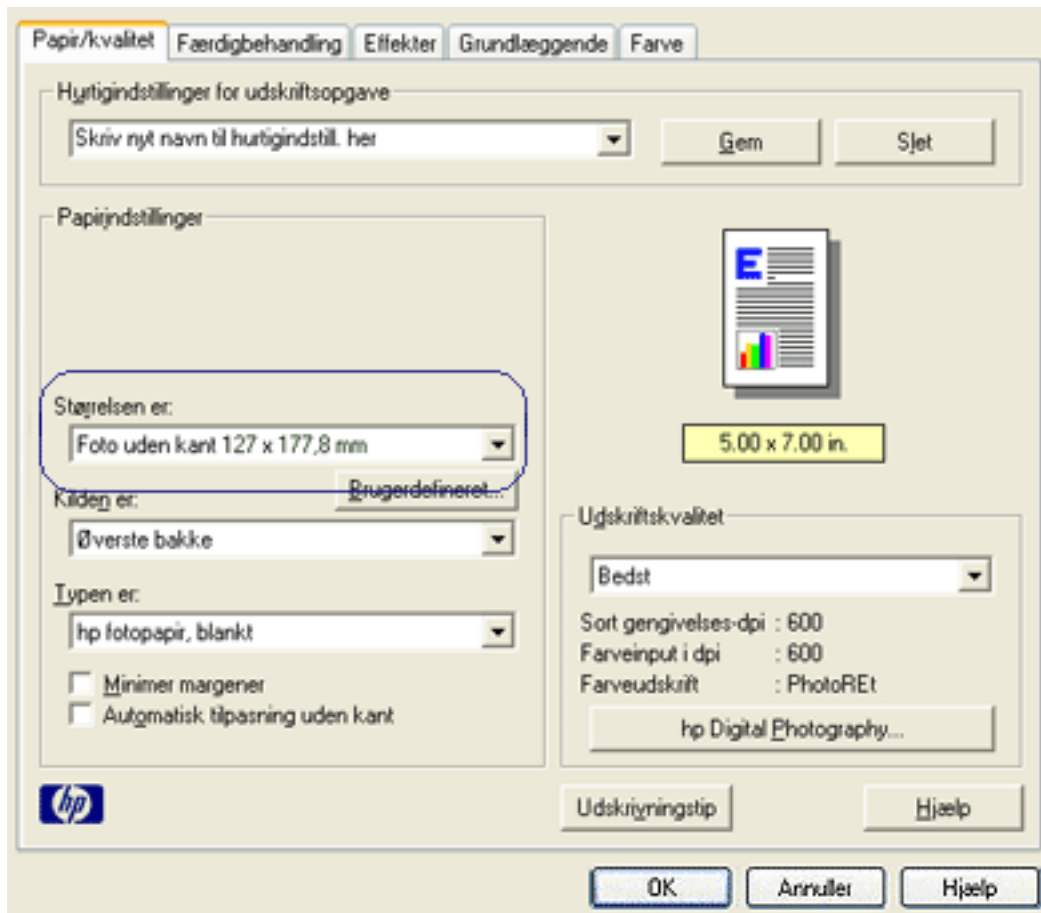 Papir/kvalitet Færdigbehandling Effekter Grundlæggende Farve
Hurtigindstillinger for udskriftsopgave
Skriv nyt navn til hurtigindstill. her Gem Slet
Papirindstillinger
E
Størrelsen er:
Foto uden kant 127 x 177,8 mm
5.00 x 7.00 in.
Brugerdefineret...
Kilden er:
Øverste bakke
Udskriftskvalitet
Bedst
Typen er:
hp fotopapir, blankt
Sort gengivelses-dpi : 600
Farveinput i dpi : 600
Farveudskrift : PhotoREt
Minimer margener
Automatisk tilpasning uden kant
hp Digital Photography...
hp
Udskrivningstip Hjælp
OK Annuller Hjælp